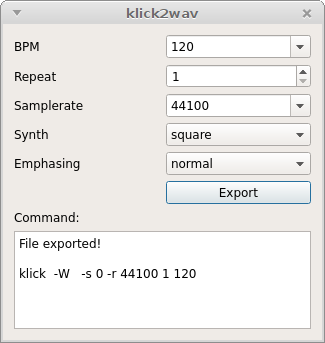 klick2wav
BPM 120
Repeat 1
Samplerate 44100
Synth square
Emphasing normal
Export
Command:
File exported!
klick  -W   -s 0 -r 44100 1 120